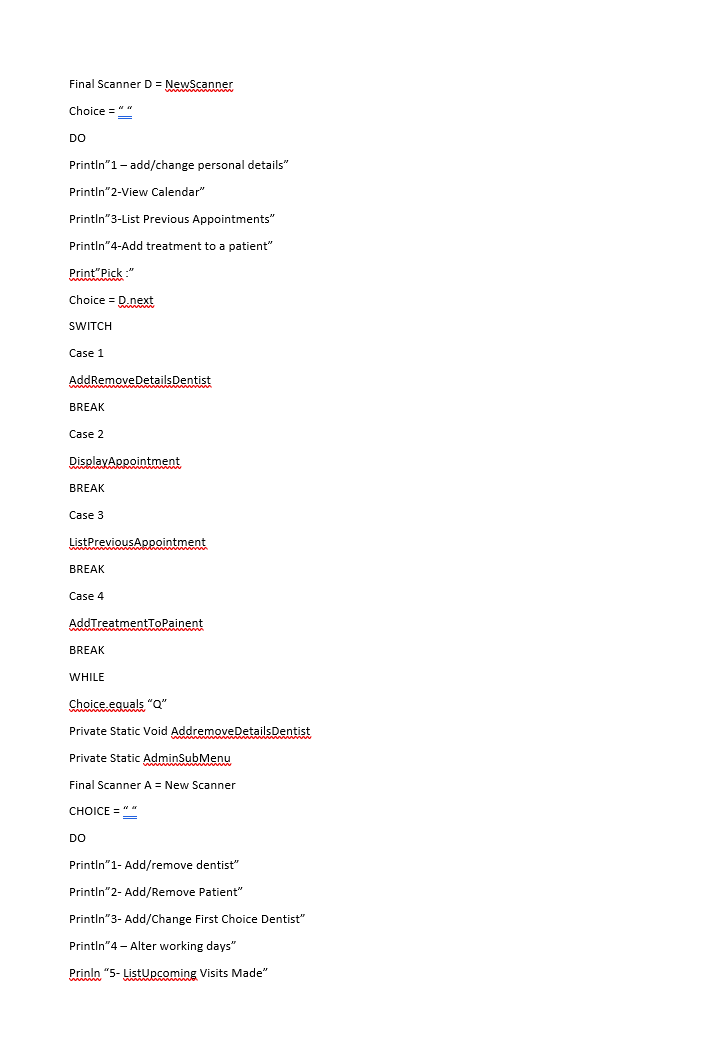 Final Scanner D = NewScanner
Choice = “ “
DO
Println”1 – add/change personal details”
Println”2-View Calendar”
Println”3-List Previous Appointments”
Println”4-Add treatment to a patient”
Print”Pick :”
Choice = D.next
SWITCH
Case 1
AddRemoveDetailsDentist
BREAK
Case 2
DisplayAppointment
BREAK
Case 3
ListPreviousAppointment
BREAK
Case 4
AddTreatmentToPainent
BREAK
WHILE
Choice.equals “Q”
Private Static Void AddremoveDetailsDentist
Private Static AdminSubMenu
Final Scanner A = New Scanner
CHOICE = “ “
DO
Println”1- Add/remove dentist”
Println”2- Add/Remove Patient”
Println”3- Add/Change First Choice Dentist”
Println”4 – Alter working days”
Prinln “5- ListUpcoming Visits Made”